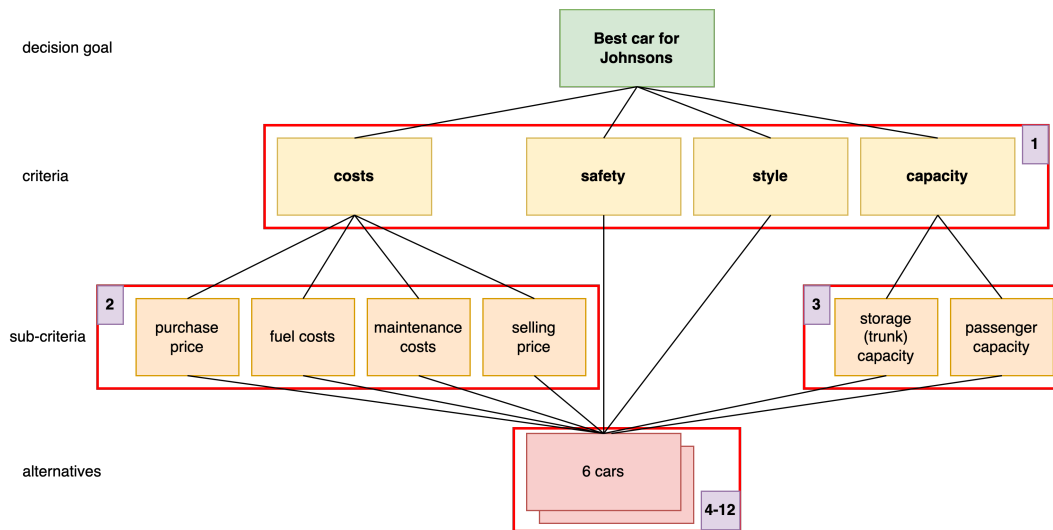 decision goal
Best car for
Johnsons
1
criteria
costs
safety
style
capacity
2
3
sub-criteria
purchase
price
fuel costs
maintenance
costs
selling
price
storage
(trunk)
capacity
passenger
capacity
alternatives
6 cars
4-12